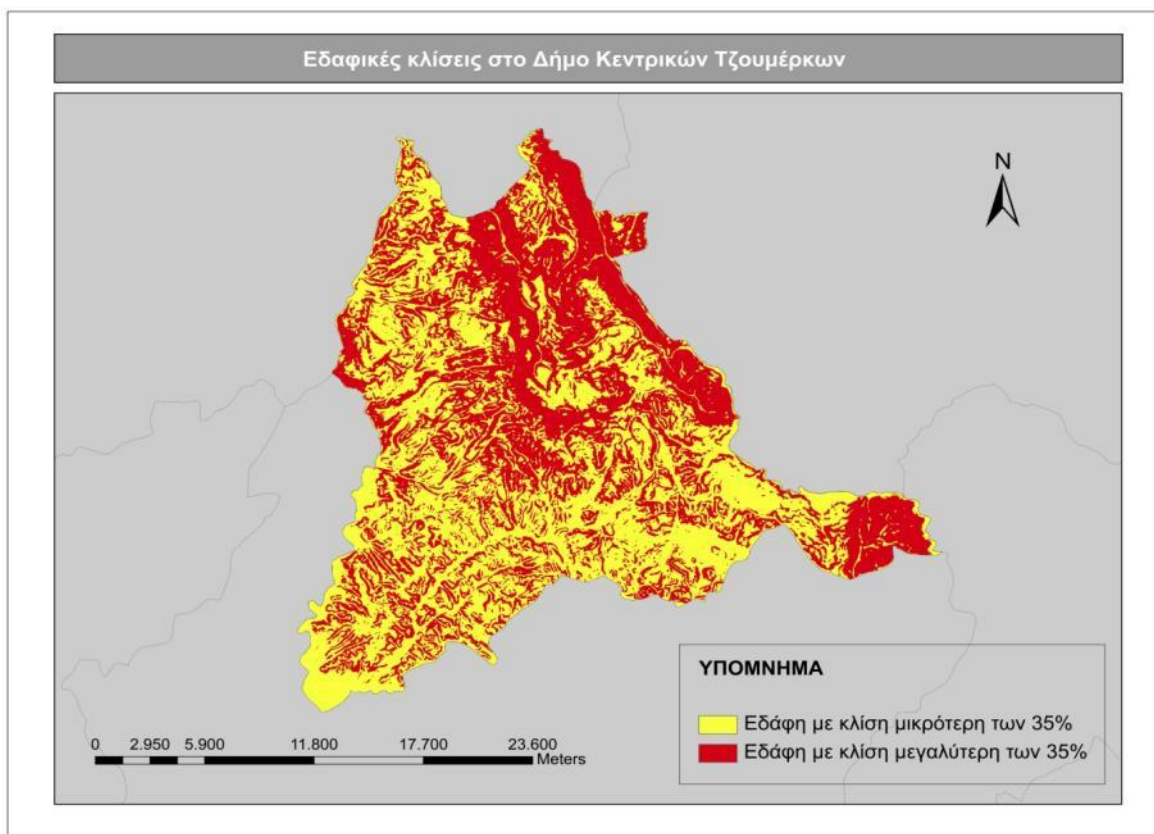 Εδαφικές κλίσεις στο Δήμο Κεντρικών Τζουμέρκων
N
ΥΠΟΜΝΗΜΑ
Εδάφη με κλίση μικρότερη των 35%
Εδάφη με κλίση μεγαλύτερη των 35%
0 2.950 5.900 11.800 17.700 23.600
Meters